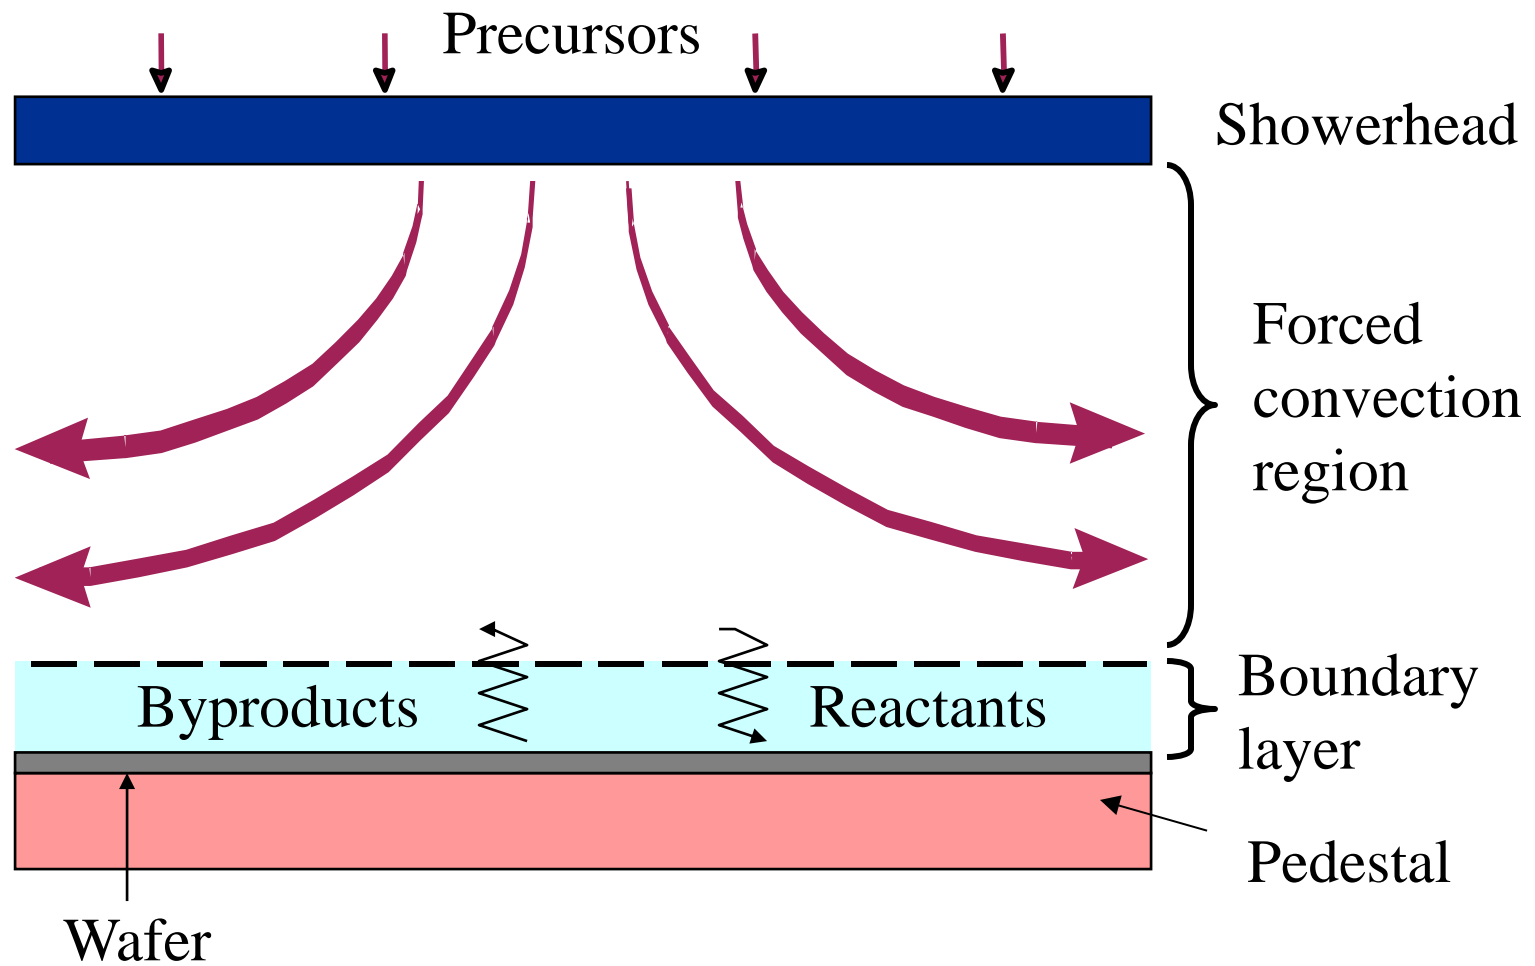 Precursors
Showerhead
Forced
convection
region
Byproducts
Reactants
Boundary
layer
Pedestal
Wafer